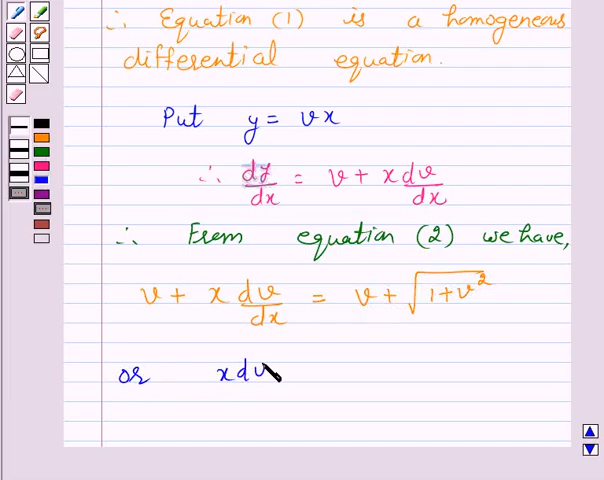 ∴ Equation (1) is a homogeneous
differential equation.
Put y = vx
∴ dy/dx = v + x dv/dx
∴ From equation (2) we have,
v + x dv/dx = v + √(1+v²)
or xdv